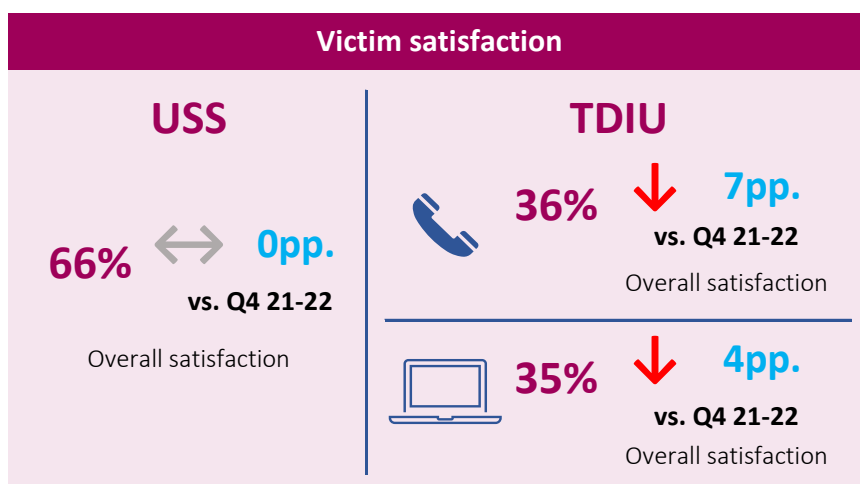 Victim satisfaction
USS
66%
0pp.
vs. Q4 21-22
Overall satisfaction
TDIU
36%
7pp.
vs. Q4 21-22
Overall satisfaction
35%
4pp.
vs. Q4 21-22
Overall satisfaction